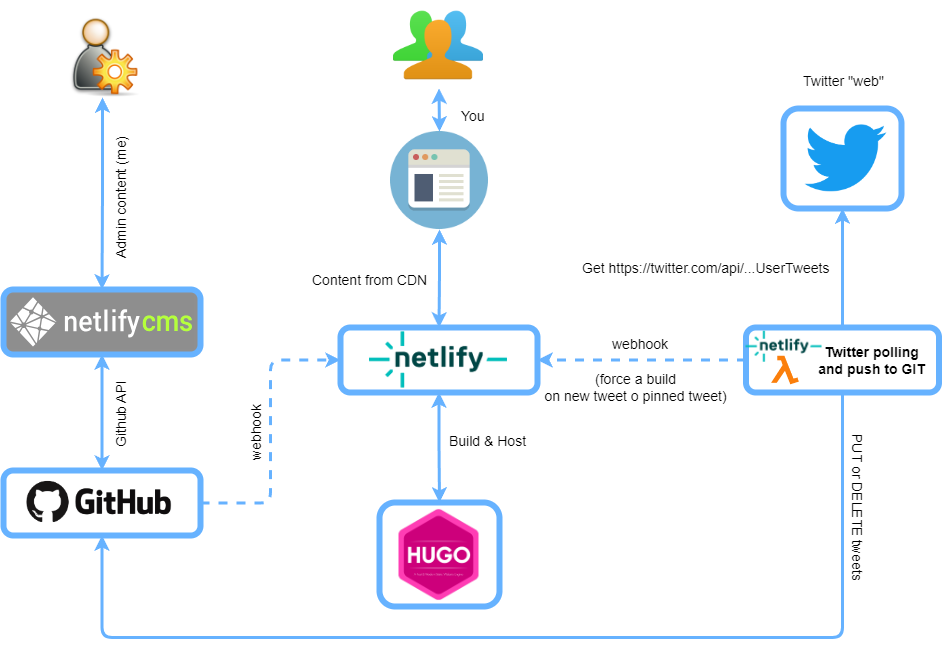 Twitter "web"
You
Admin content (me)
Get https://twitter.com/api/...UserTweets
Content from CDN
netlifycms
netlify
webhook
(force a build
on new tweet o pinned tweet)
netlify
Twitter polling
and push to GIT
Github API
webhook
Build & Host
PUT or DELETE tweets
GitHub
HUGO